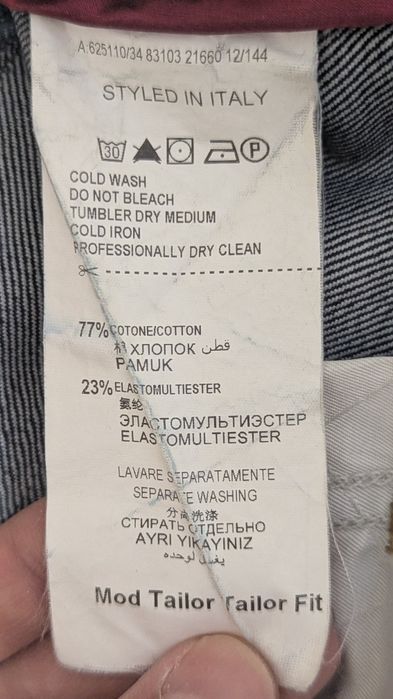 A:625110/34 83103 21660 12/144
STYLED IN ITALY
30 P
COLD WASH
DO NOT BLEACH
TUMBLER DRY MEDIUM
COLD IRON
PROFESSIONALLY DRY CLEAN
77% COTONE/COTTON
棉 ХЛОПОК قطن
PAMUK
23% ELASTOMULTIESTER
氨纶
ЭЛАСТОМУЛЬТИЭСТЕР
ELASTOMULTIESTER
LAVARE SEPARATAMENTE
SEPARATE WASHING
分离洗涤
СТИРАТЬ ОТДЕЛЬНО
AYRI YIKAYINIZ
يغسل لوحده
Mod Tailor Tailor Fit